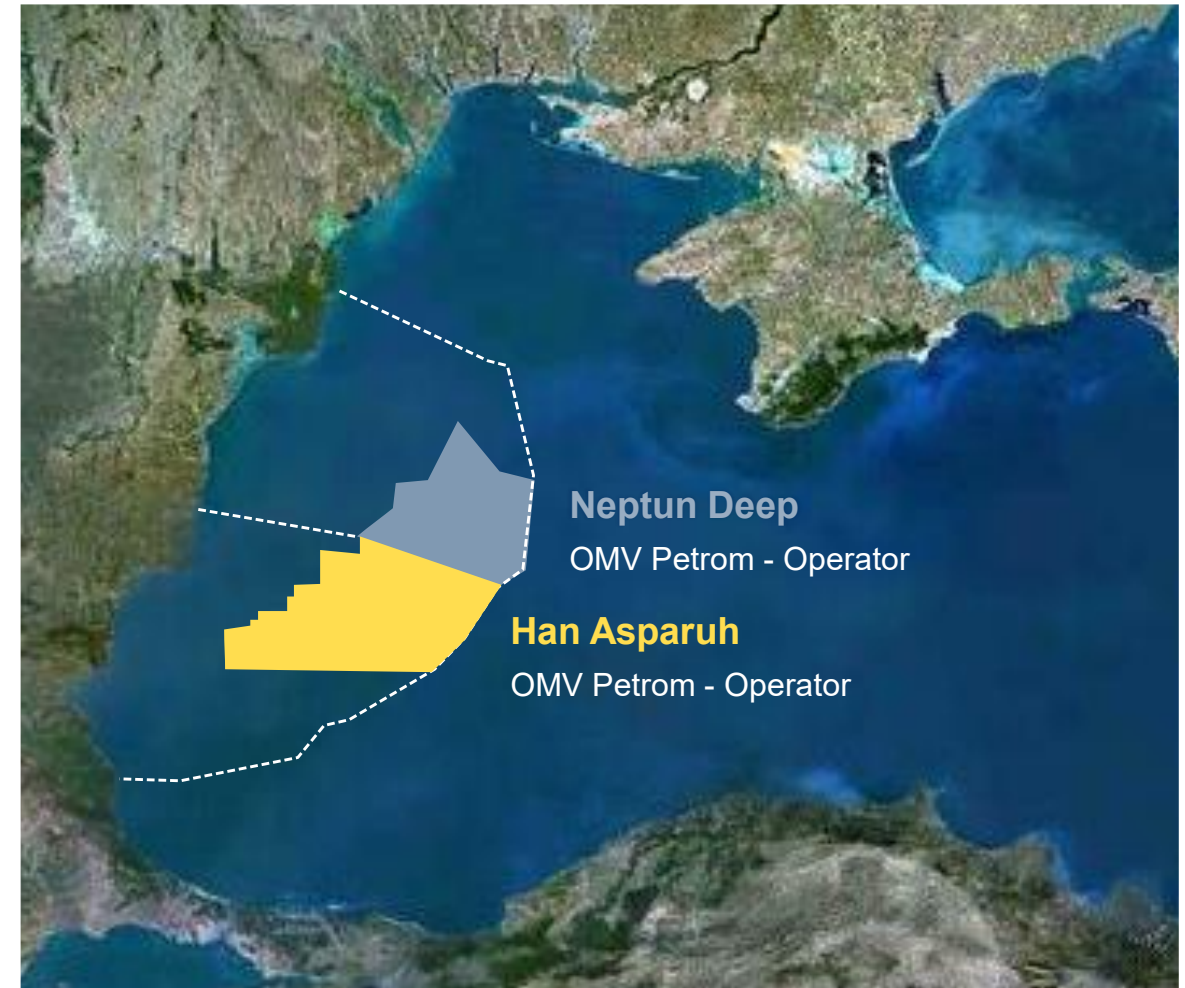 Neptun Deep
OMV Petrom - Operator
Han Asparuh
OMV Petrom - Operator